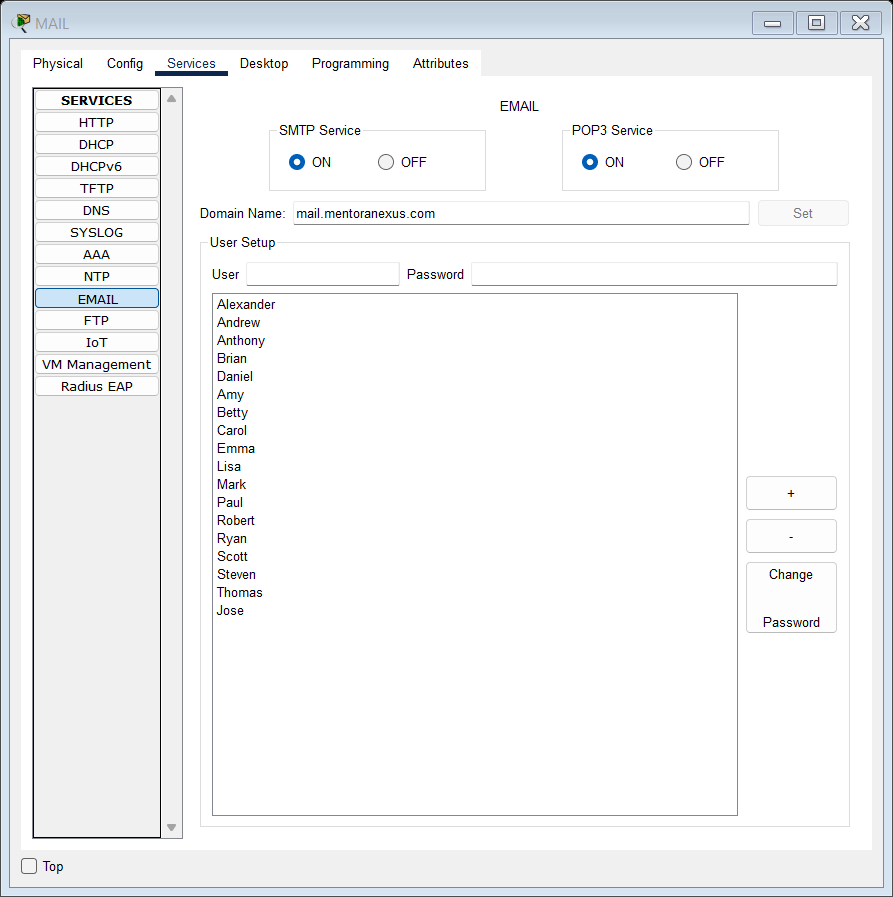 MAIL
Physical Config Services Desktop Programming Attributes
SERVICES
HTTP
DHCP
DHCPv6
TFTP
DNS
SYSLOG
AAA
NTP
EMAIL
FTP
IoT
VM Management
Radius EAP
EMAIL
SMTP Service
ON OFF
POP3 Service
ON OFF
Domain Name: mail.mentoranexus.com Set
User Setup
User Password
Alexander
Andrew
Anthony
Brian
Daniel
Amy
Betty
Carol
Emma
Lisa
Mark
Paul
Robert
Ryan
Scott
Steven
Thomas
Jose
+
-
Change
Password
Top